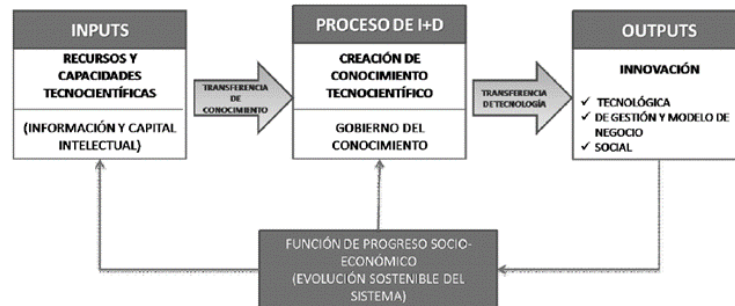 INPUTS
RECURSOS Y
CAPACIDADES
TECNOCIENTÍFICAS
(INFORMACIÓN Y CAPITAL
INTELECTUAL)
TRANSFERENCIA
DE
CONOCIMIENTO
PROCESO DE I+D
CREACIÓN DE
CONOCIMIENTO
TECNOCIENTÍFICO
GOBIERNO DEL
CONOCIMIENTO
TRANSFERENCIA
DE TECNOLOGÍA
OUTPUTS
INNOVACIÓN
✓ TECNOLÓGICA
✓ DE GESTIÓN Y MODELO DE
NEGOCIO
✓ SOCIAL
FUNCIÓN DE PROGRESO SOCIO-
ECONÓMICO
(EVOLUCIÓN SOSTENIBLE DEL
SISTEMA)